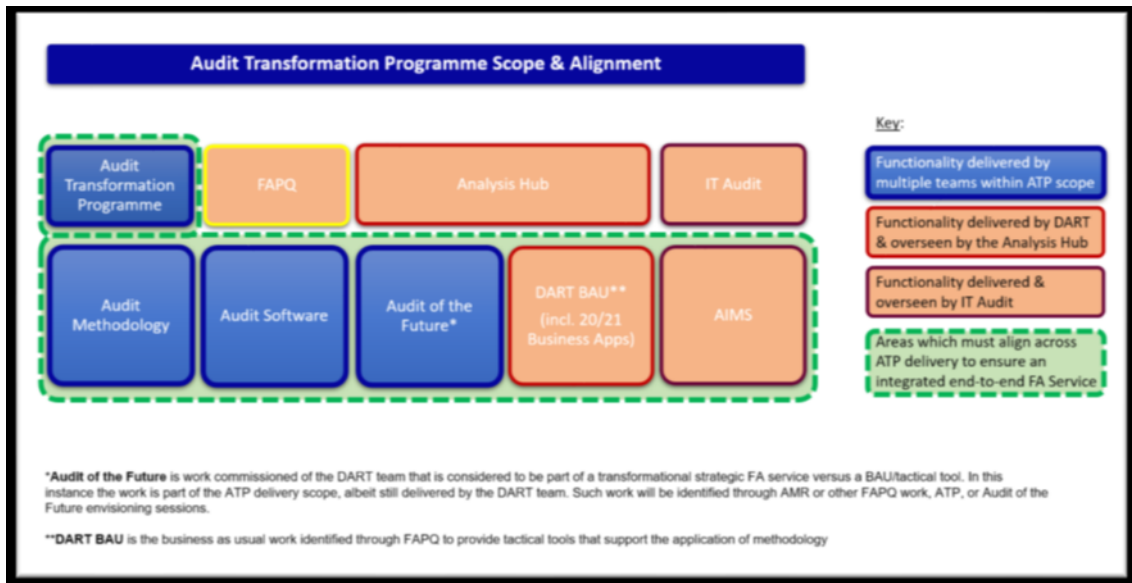 Audit Transformation Programme Scope & Alignment
Key:
Audit
Transformation
Programme
FAPQ
Analysis Hub
IT Audit
Functionality delivered by
multiple teams within ATP scope
Functionality delivered by DART
& overseen by the Analysis Hub
Audit
Methodology
Audit Software
Audit of the
Future*
DART BAU**
(incl. 20/21
Business Apps)
AIMS
Functionality delivered &
overseen by IT Audit
Areas which must align across
ATP delivery to ensure an
integrated end-to-end FA Service
*Audit of the Future is work commissioned of the DART team that is considered to be part of a transformational strategic FA service versus a BAU/tactical tool. In this
instance the work is part of the ATP delivery scope, albeit still delivered by the DART team. Such work will be identified through AMR or other FAPQ work, ATP, or Audit of the
Future envisioning sessions.
**DART BAU is the business as usual work identified through FAPQ to provide tactical tools that support the application of methodology